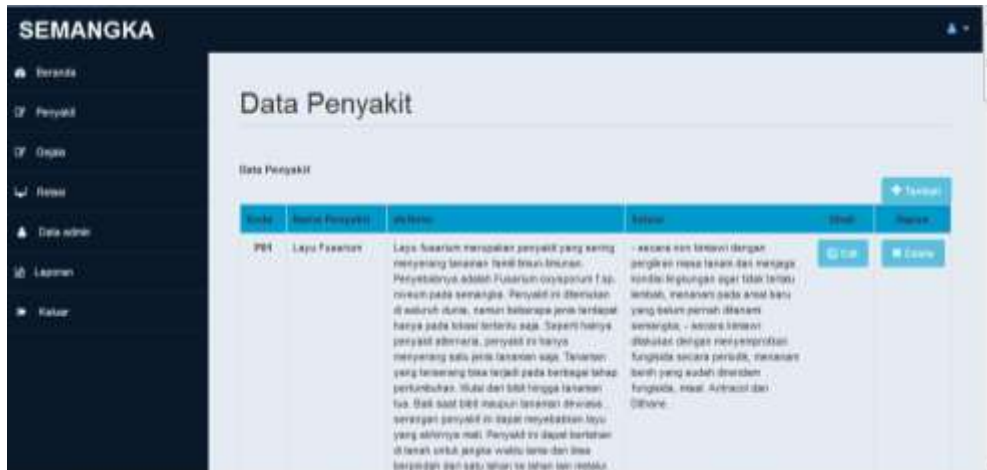 SEMANGKA
Beranda
Penyakit
Gejala
Relasi
Data admin
Laporan
Keluar
Data Penyakit
Data Penyakit
Tambah
Kode Nama Penyakit Solusi Hapus
P01 Layu Fusarium
Edit
Delete
Layu fusarium merupakan penyakit yang sering
menyerang tanaman famili timun-timunan.
Penyebabnya adalah Fusarium oxysporum f.sp.
niveum pada semangka. Penyakit ini ditemukan
di seluruh dunia, namun beberapa jenis terdapat
hanya pada lokasi tertentu saja. Seperti halnya
penyakit alternaria, penyakit ini hanya
menyerang satu jenis tanaman saja. Tanaman
yang terserang bisa terjadi pada berbagai tahap
pertumbuhan. Mulai dari bibit hingga tanaman
tua. Baik saat bibit maupun tanaman dewasa
serangan penyakit ini dapat meyebabkan layu
yang akhirnya mati. Penyakit ini dapat bertahan
di tanah untuk jangka waktu lama dan bisa
berpindah dari satu lahan ke lahan lain melalui
- secara non kimiawi dengan
pergiliran masa tanam dan menjaga
kondisi lingkungan agar tidak terlalu
lembab, menanam pada areal baru
yang belum pernah ditanami
semangka, - secara kimiawi
dilakukan dengan menyemprotkan
fungisida secara periodik, menanam
benih yang sudah direndam
fungisida, misal: Antracol dan
Dithane.